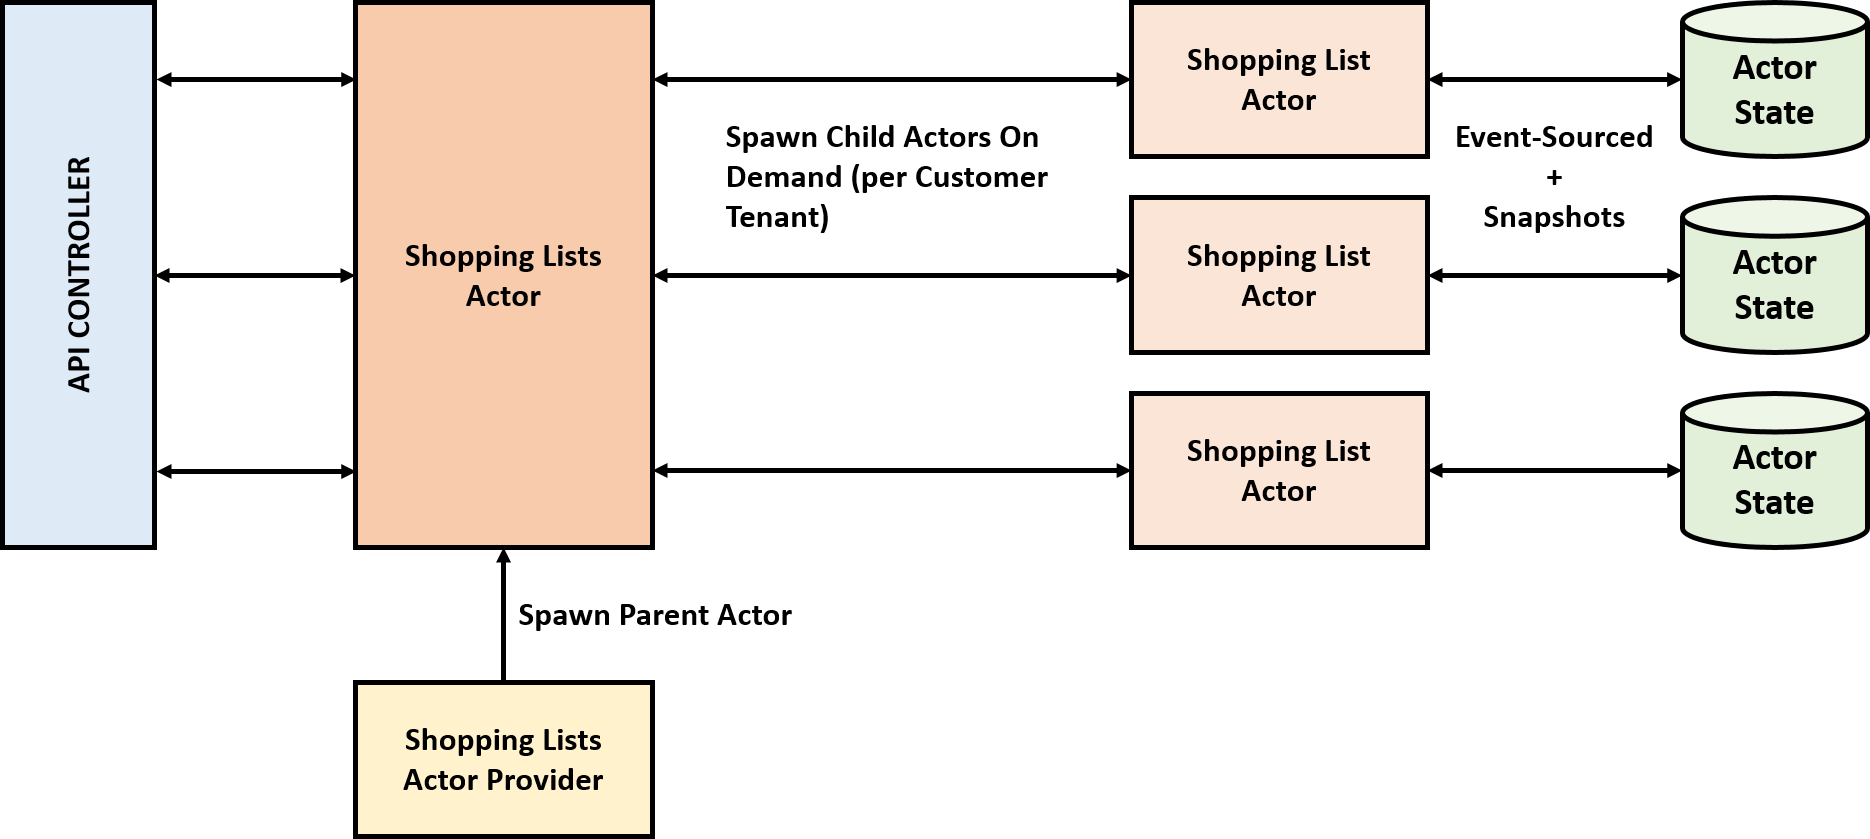 API CONTROLLER
Shopping Lists
Actor
Spawn Child Actors On
Demand (per Customer
Tenant)
Shopping List
Actor
Shopping List
Actor
Shopping List
Actor
Event-Sourced
+
Snapshots
Actor
State
Actor
State
Actor
State
Spawn Parent Actor
Shopping Lists
Actor Provider